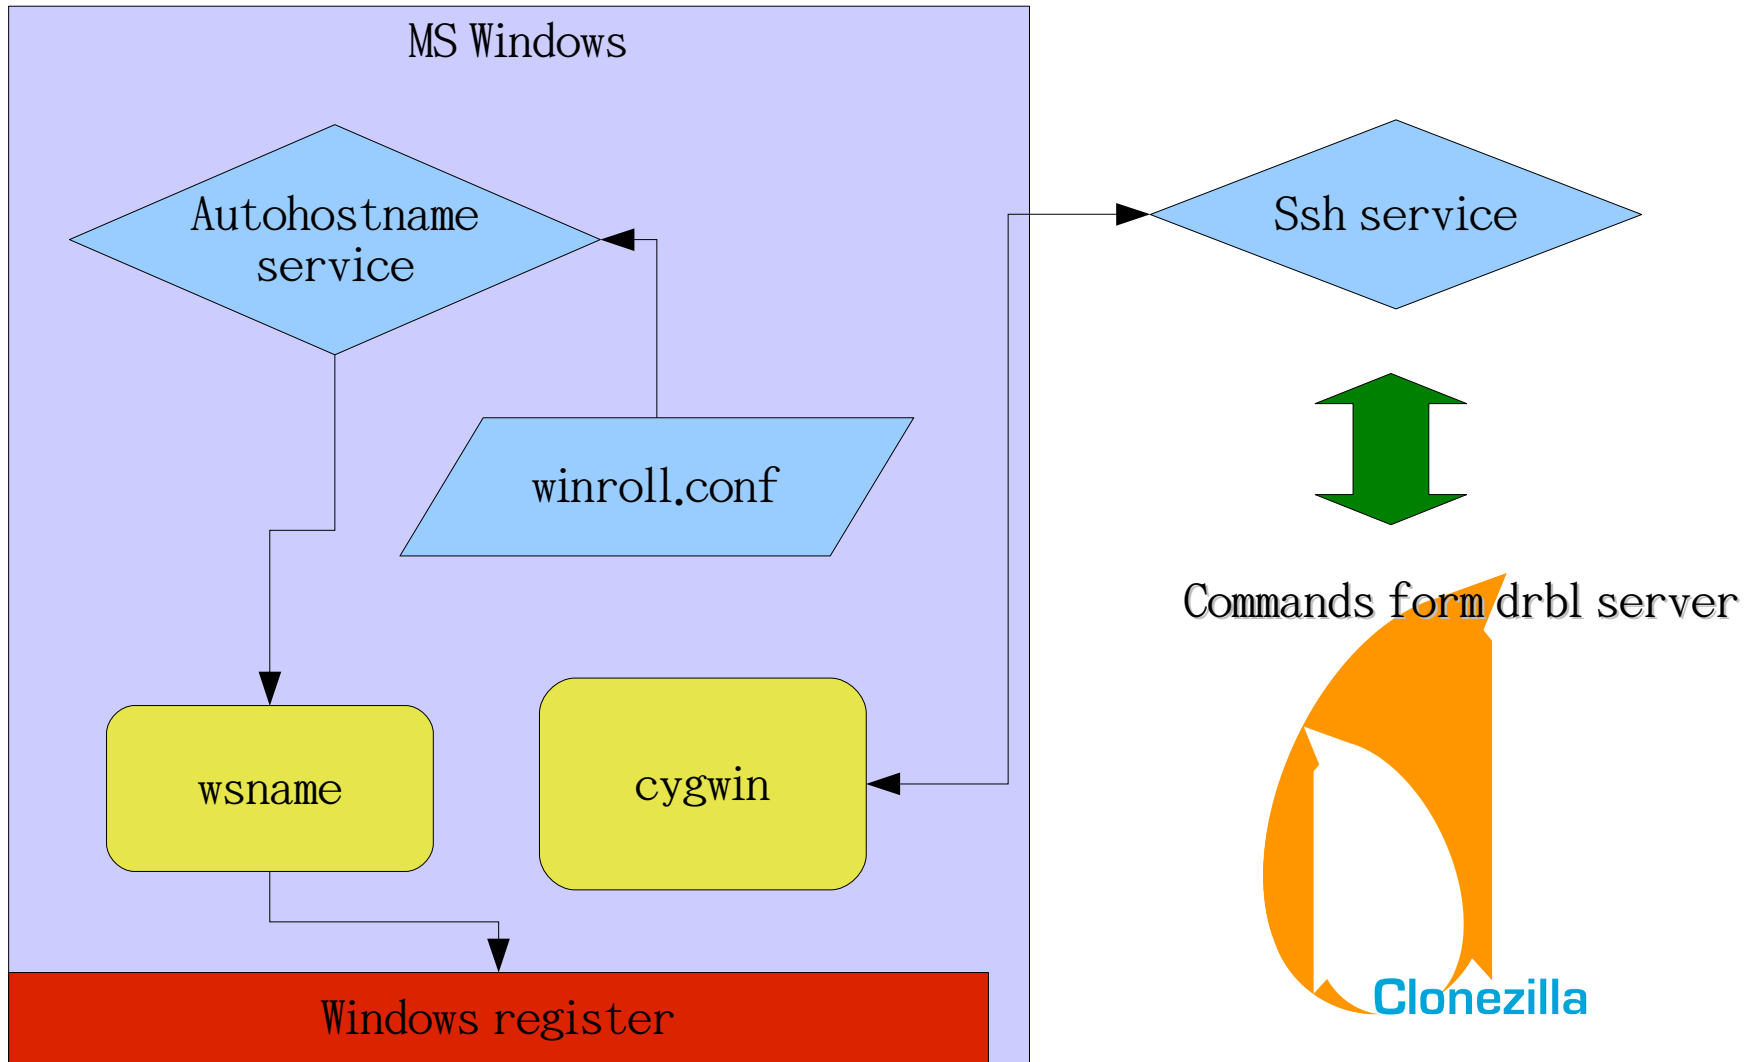 MS Windows
Autohostname
service
Ssh service
winroll.conf
Commands form drbl server
wsname
cygwin
Clonezilla
Windows register